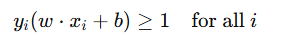 yᵢ(w · xᵢ + b) ≥ 1 for all i